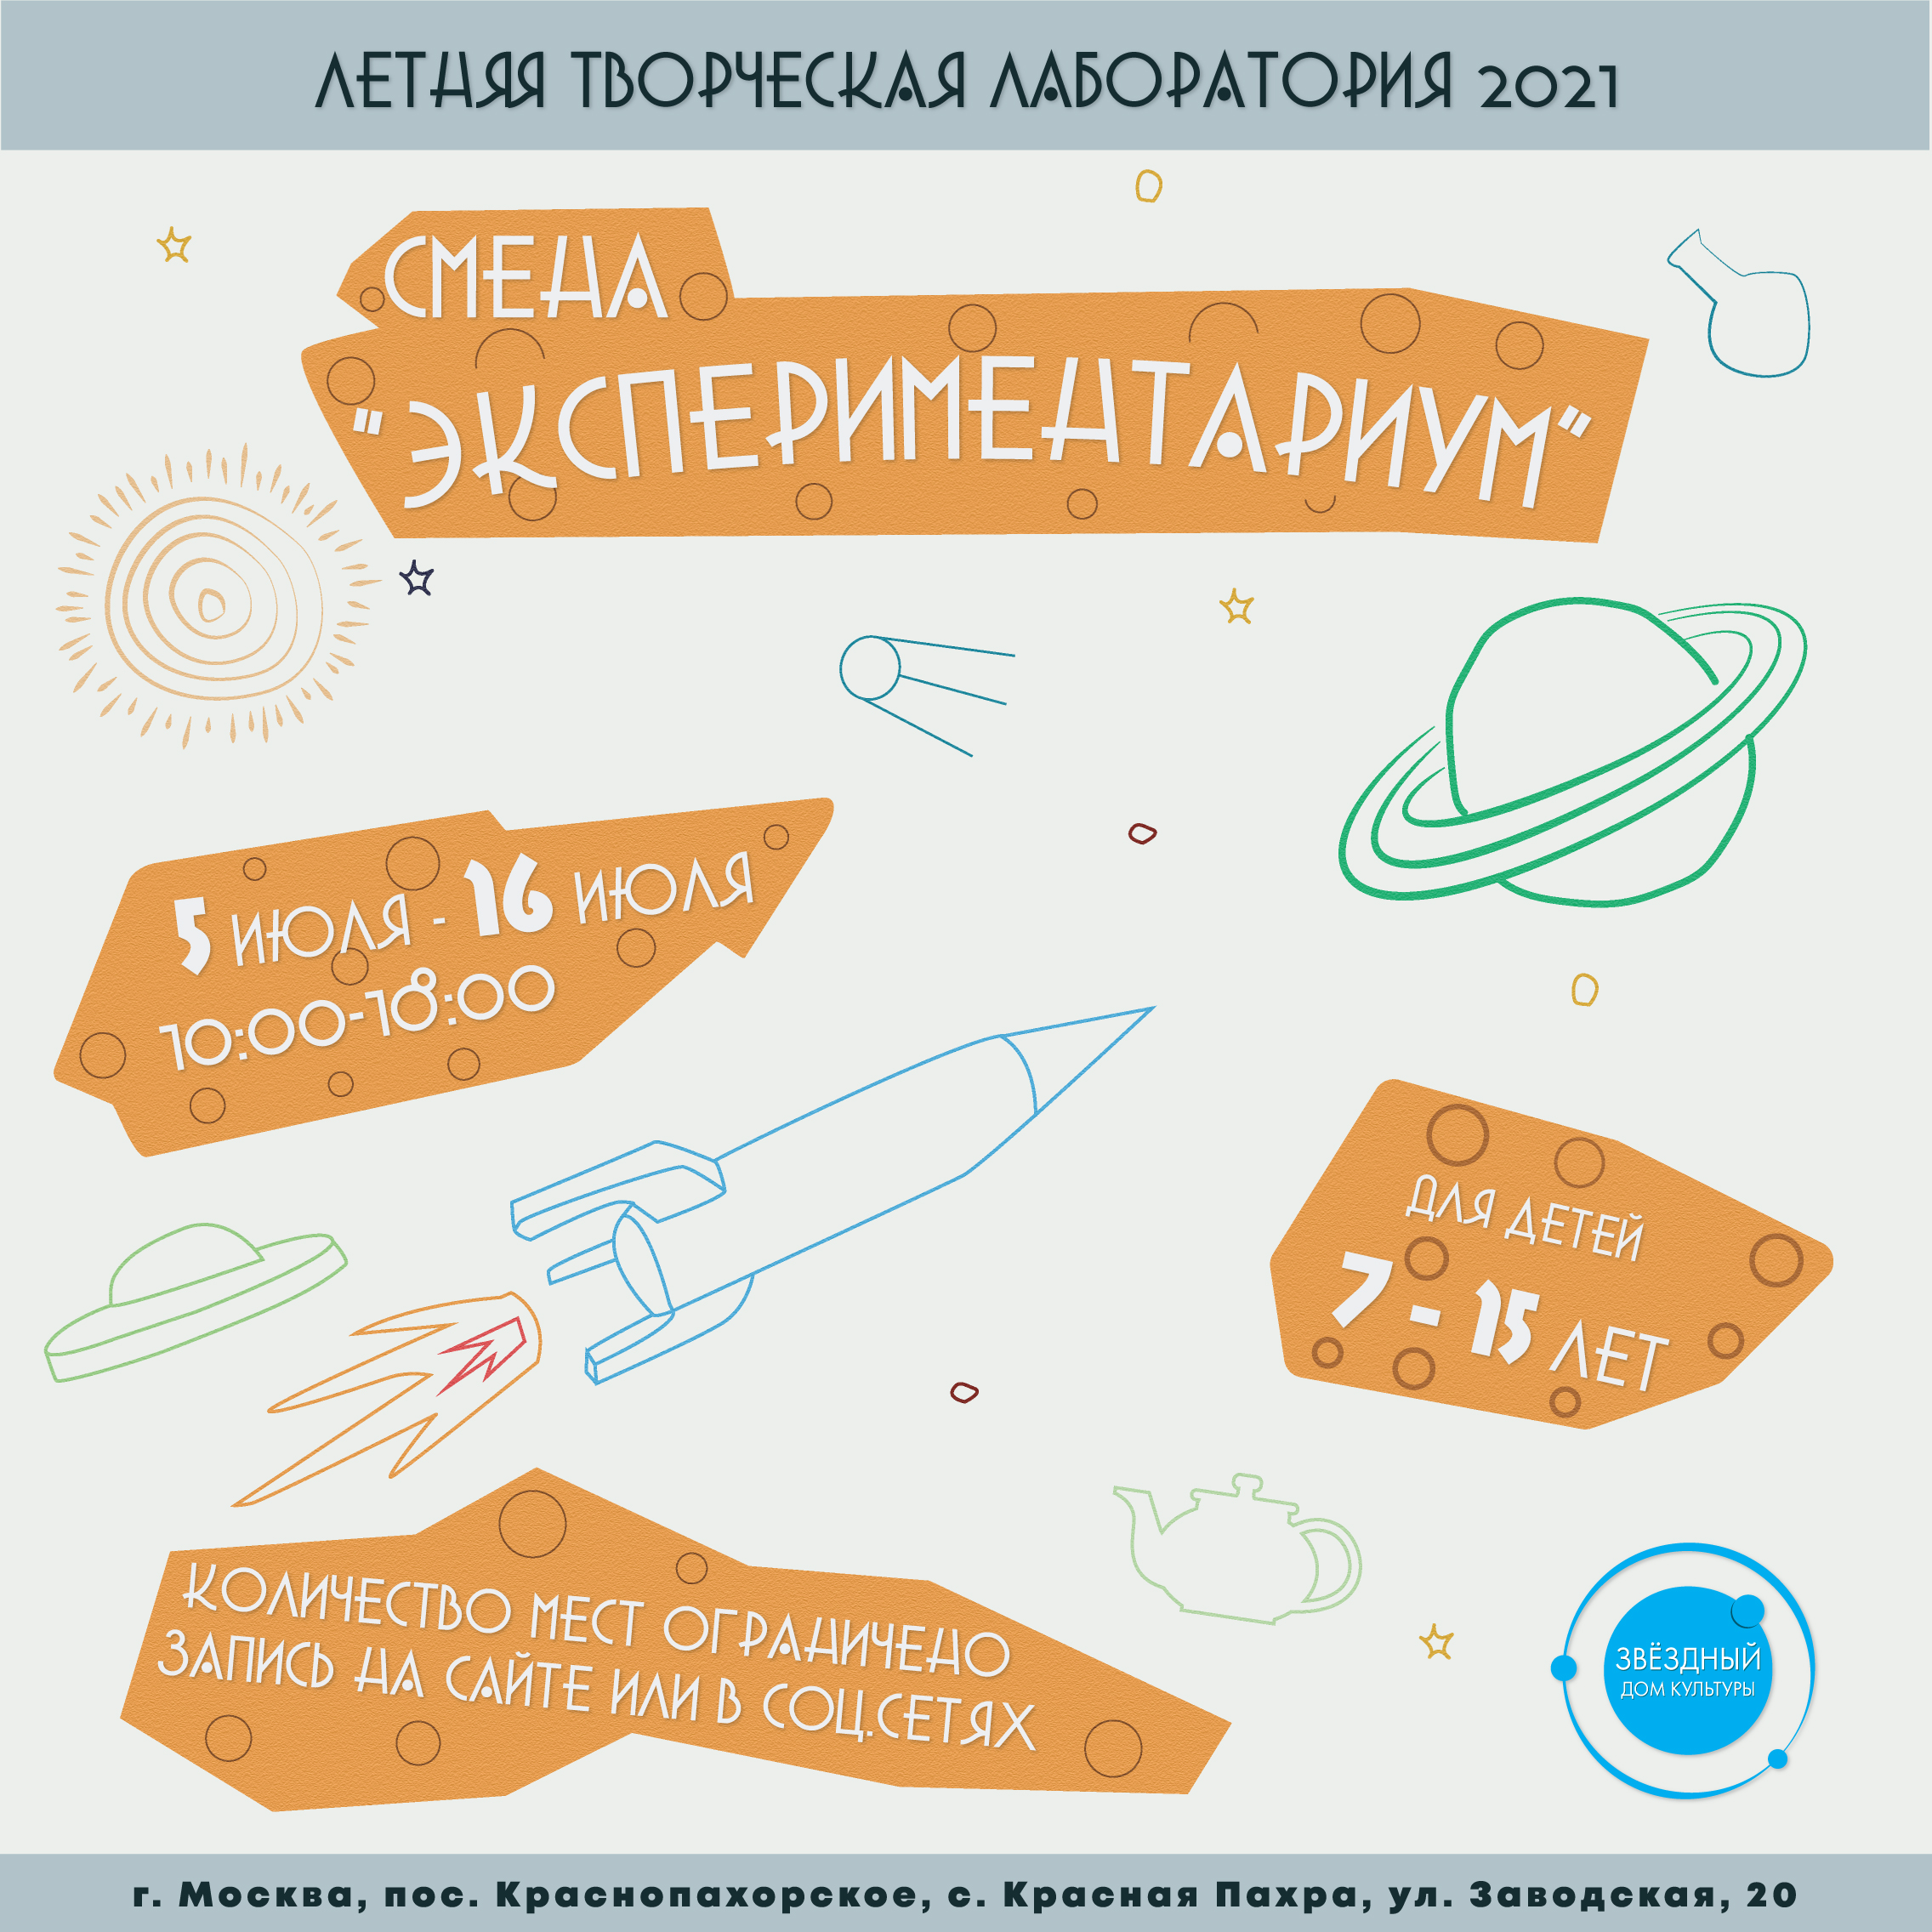 ЛЕТНЯЯ ТВОРЧЕСКАЯ ЛАБОРАТОРИЯ 2021
СМЕНА
"ЭКСПЕРИМЕНТАРИУМ"
5 ИЮЛЯ - 16 ИЮЛЯ
10:00-18:00
ДЛЯ ДЕТЕЙ
7 - 15 ЛЕТ
КОЛИЧЕСТВО МЕСТ ОГРАНИЧЕНО
ЗАПИСЬ НА САЙТЕ ИЛИ В СОЦ.СЕТЯХ
ЗВЁЗДНЫЙ
ДОМ КУЛЬТУРЫ
г. Москва, пос. Краснопахорское, с. Красная Пахра, ул. Заводская, 20